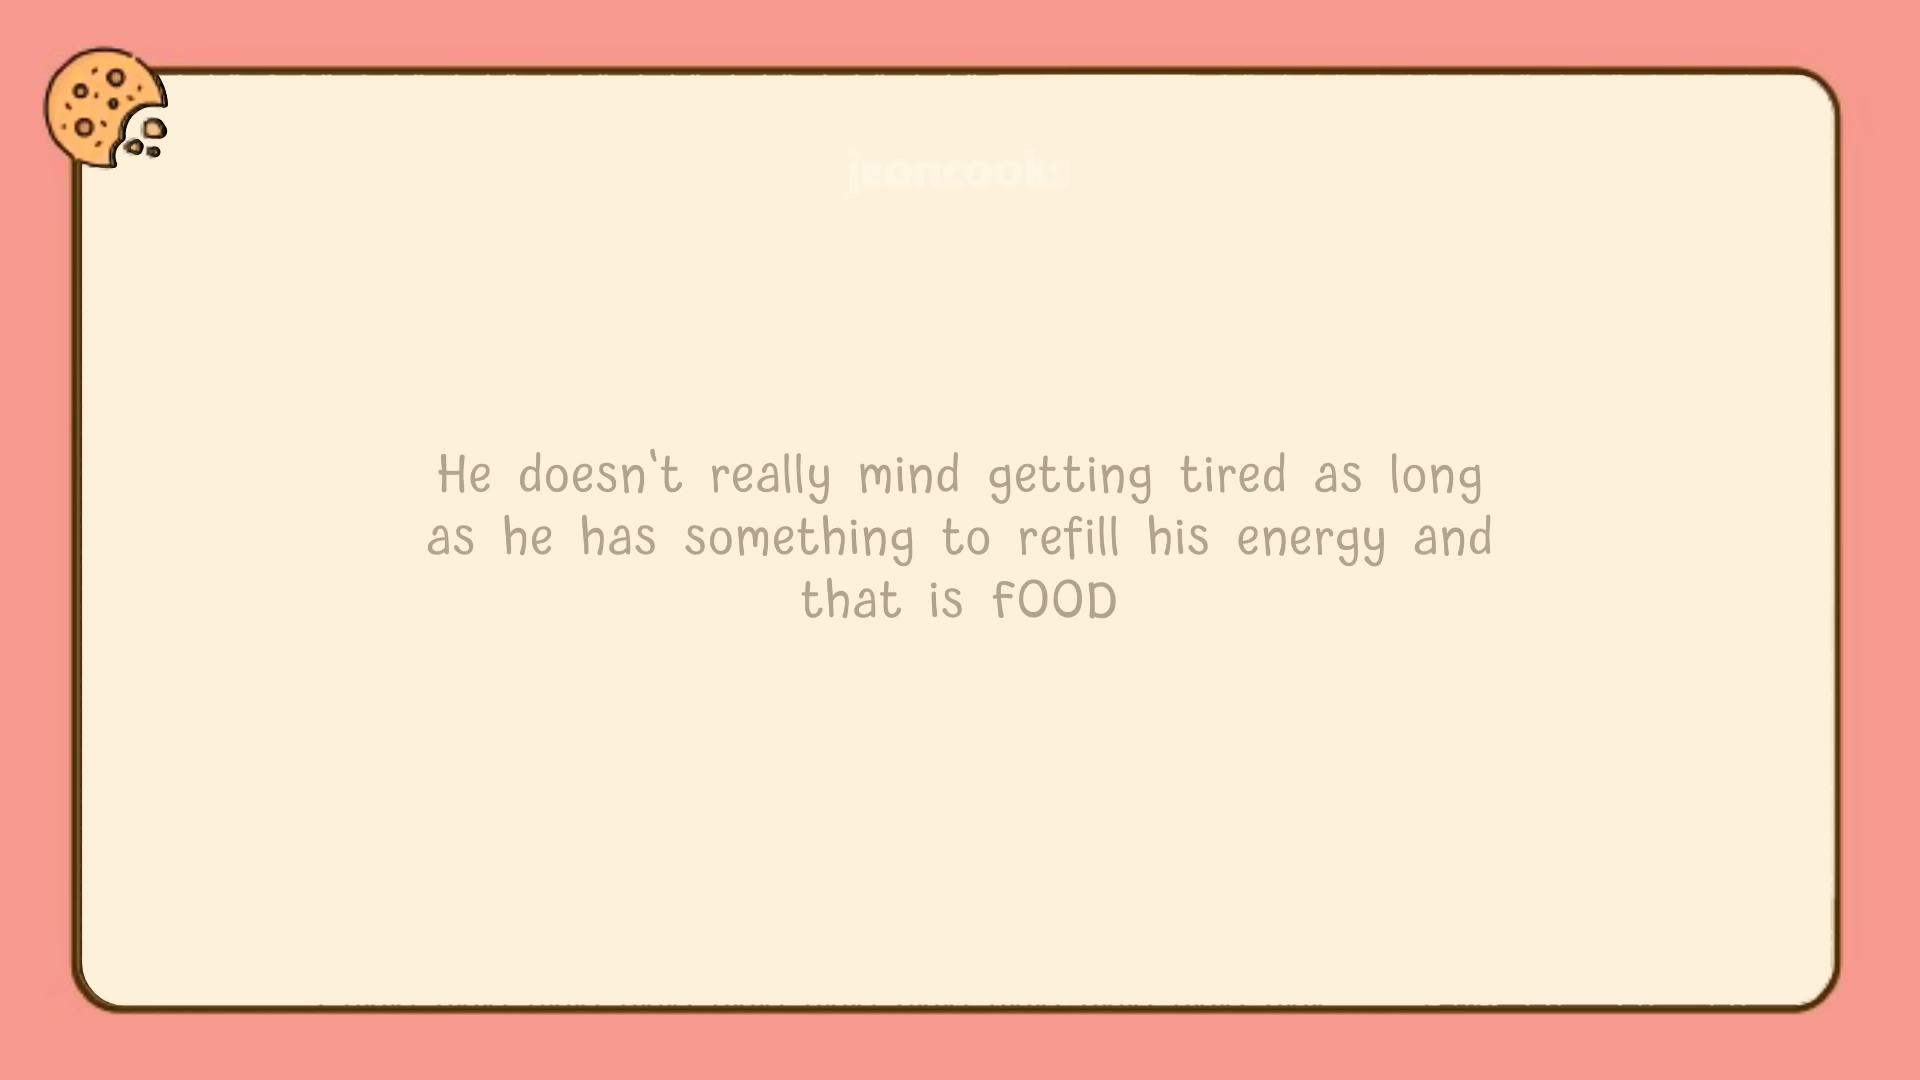 jeoncooks
He doesn't really mind getting tired as long
as he has something to refill his energy and
that is fOOD